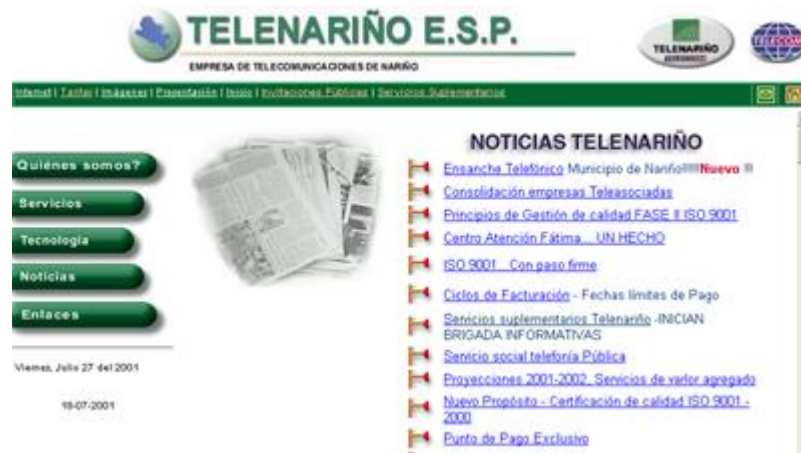 TELENARIÑO E.S.P.
EMPRESA DE TELECOMUNICACIONES DE NARIÑO
TELENARIÑO
TELECOM
Internet | Tarifas | Imágenes | Presentación | Inicio | Invitaciones Públicas | Servicios Suplementarios
Quiénes somos?
Servicios
Tecnología
Noticias
Enlaces
Viernes, Julio 27 del 2001
18-07-2001
NOTICIAS TELENARIÑO
Ensanche Telefónico Municipio de Nariño!!!!!Nuevo !!!
Consolidación empresas Teleasociadas
Principios de Gestión de calidad.FASE II ISO 9001
Centro Atención Fátima... UN HECHO
ISO 9001...Con paso firme
Ciclos de Facturación - Fechas límites de Pago
Servicios suplementarios Telenariño -INICIAN
BRIGADA INFORMATIVAS
Servicio social telefonía Pública
Proyecciones 2001-2002, Servicios de varlor agregado
Nuevo Propósito - Certificación de calidad ISO 9001 -
2000
Punto de Pago Exclusivo